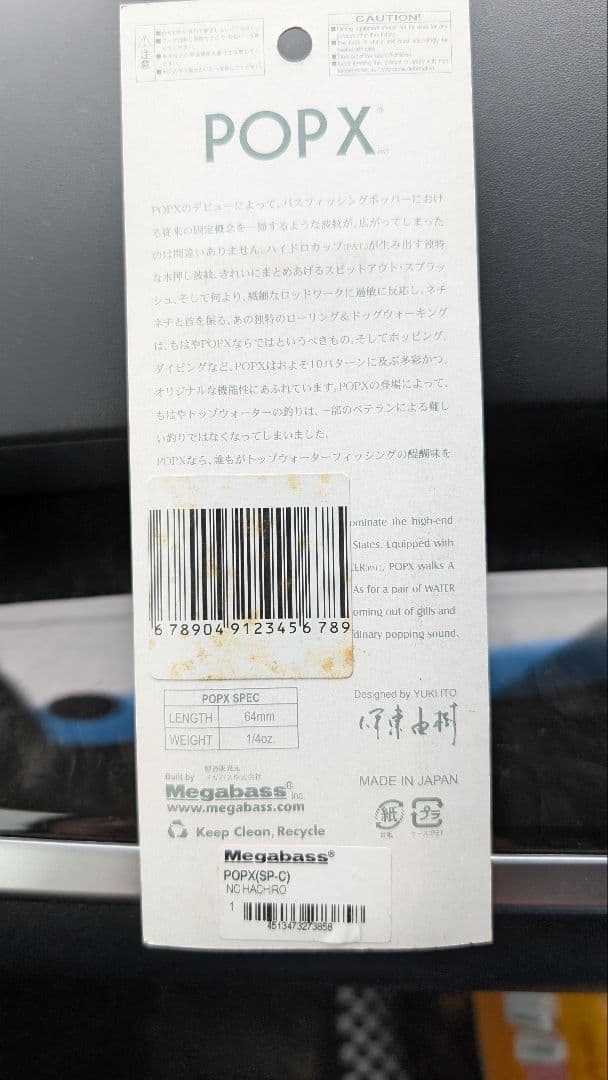 注意
CAUTION!
POP X®
POPXのデビューによって、バスフィッシングポッパーにおけ
る従来の固定概念を一掃するような波紋が、広がってしまった
のは間違いありません。ハイドロカップ(PAT.)が生み出す独特
な水押し波紋、きれいにまとめあげるスピットアウト・スプラッ
シュ、そして何より、繊細なロッドワークに過敏に反応し、ネチ
ネチと首を振る、あの独特のローリング&ドッグウォーキング
は、もはやPOPXならではというべきもの。そしてポッピング、
ダイビングなど、POPXはおよそ10パターンに及ぶ多彩かつ、
オリジナルな機能性にあふれています。POPXの登場によって、
もはやトップウォーターの釣りは、一部のベテランによる難し
い釣りではなくなってしまいました。
POPXなら、誰もがトップウォーターフィッシングの醍醐味を
ominate the high-end
States. Equipped with
POPX walks A
As for a pair of WATER
oming out of gills and
dinary popping sound.
6 78904 9123456 789
POPX SPEC
LENGTH 64mm
WEIGHT 1/4oz.
Designed by YUKI ITO
伊東由樹
Built by
Megabass® inc.
www.megabass.com
MADE IN JAPAN
Keep Clean, Recycle
紙
プラ
Megabass®
POPX(SP-C)
NC HACHIRO
1
4513473273858